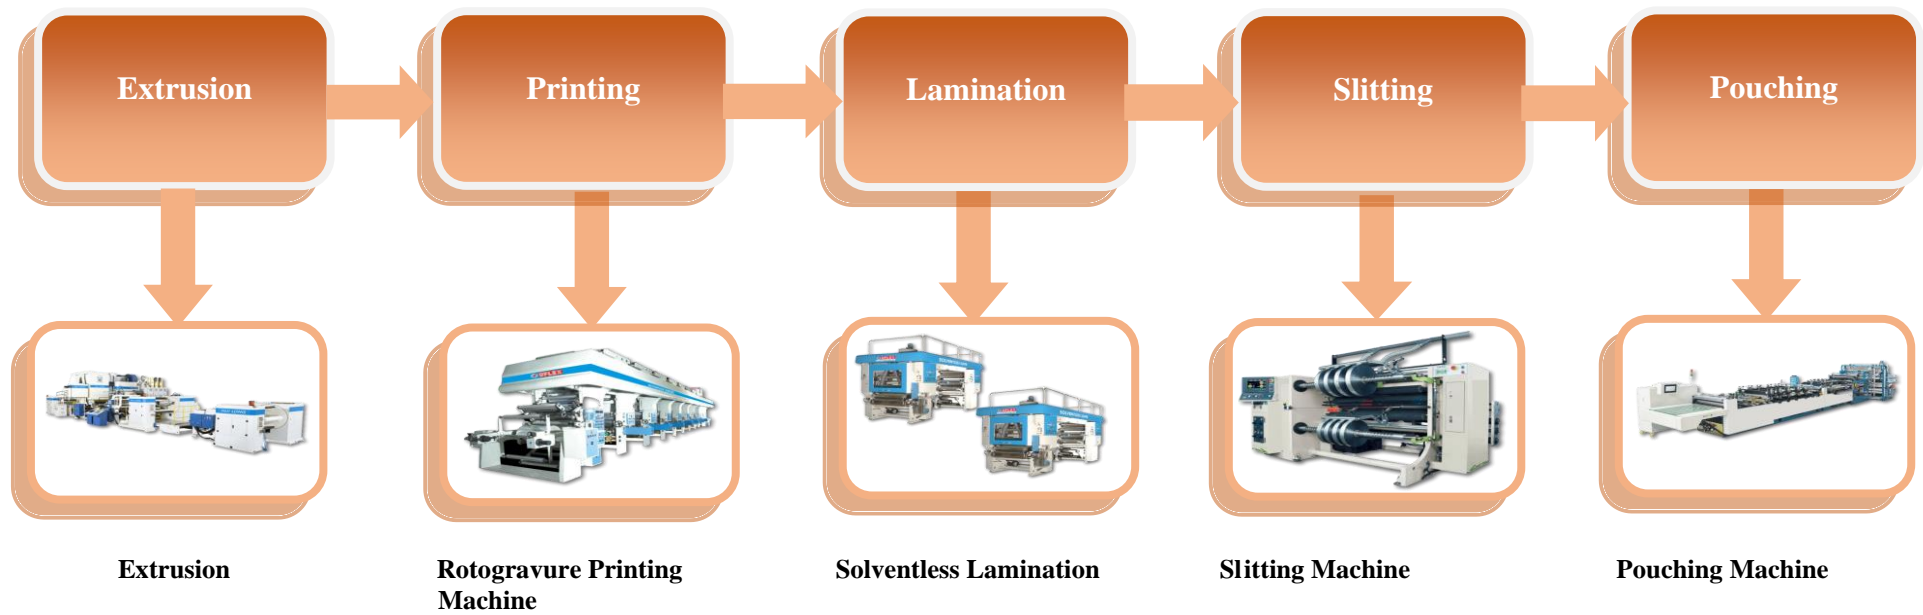 Extrusion
Printing
Lamination
Slitting
Pouching
Extrusion
Rotogravure Printing
Machine
Solventless Lamination
Slitting Machine
Pouching Machine